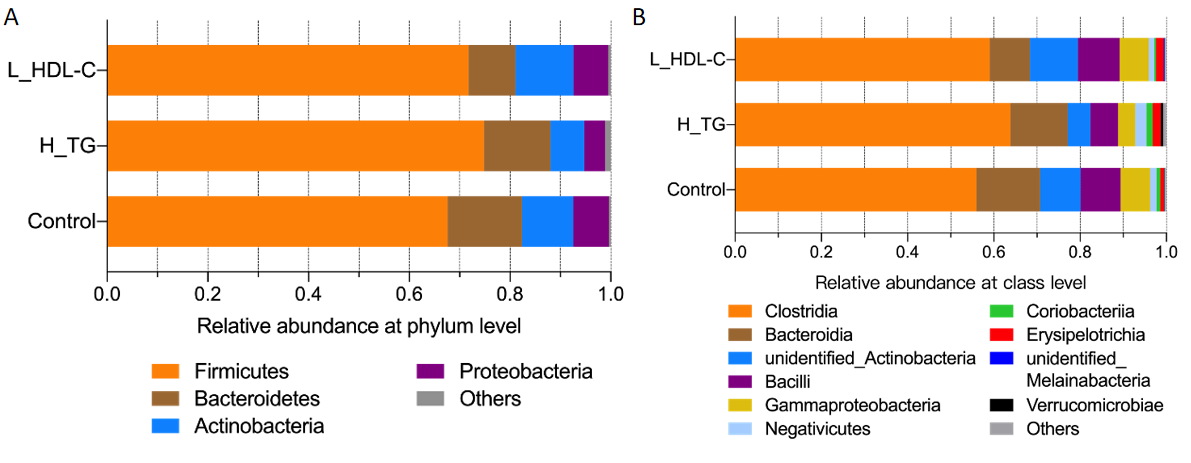 A
L_HDL-C
H_TG
Control
0.0 0.2 0.4 0.6 0.8 1.0
Relative abundance at phylum level
Firmicutes
Bacteroidetes
Actinobacteria
Proteobacteria
Others
B
L_HDL-C
H_TG
Control
0.0 0.2 0.4 0.6 0.8 1.0
Relative abundance at class level
Clostridia
Bacteroidia
unidentified_Actinobacteria
Bacilli
Gammaproteobacteria
Negativicutes
Coriobacteriia
Erysipelotrichia
unidentified_
Melainabacteria
Verrucomicrobiae
Others